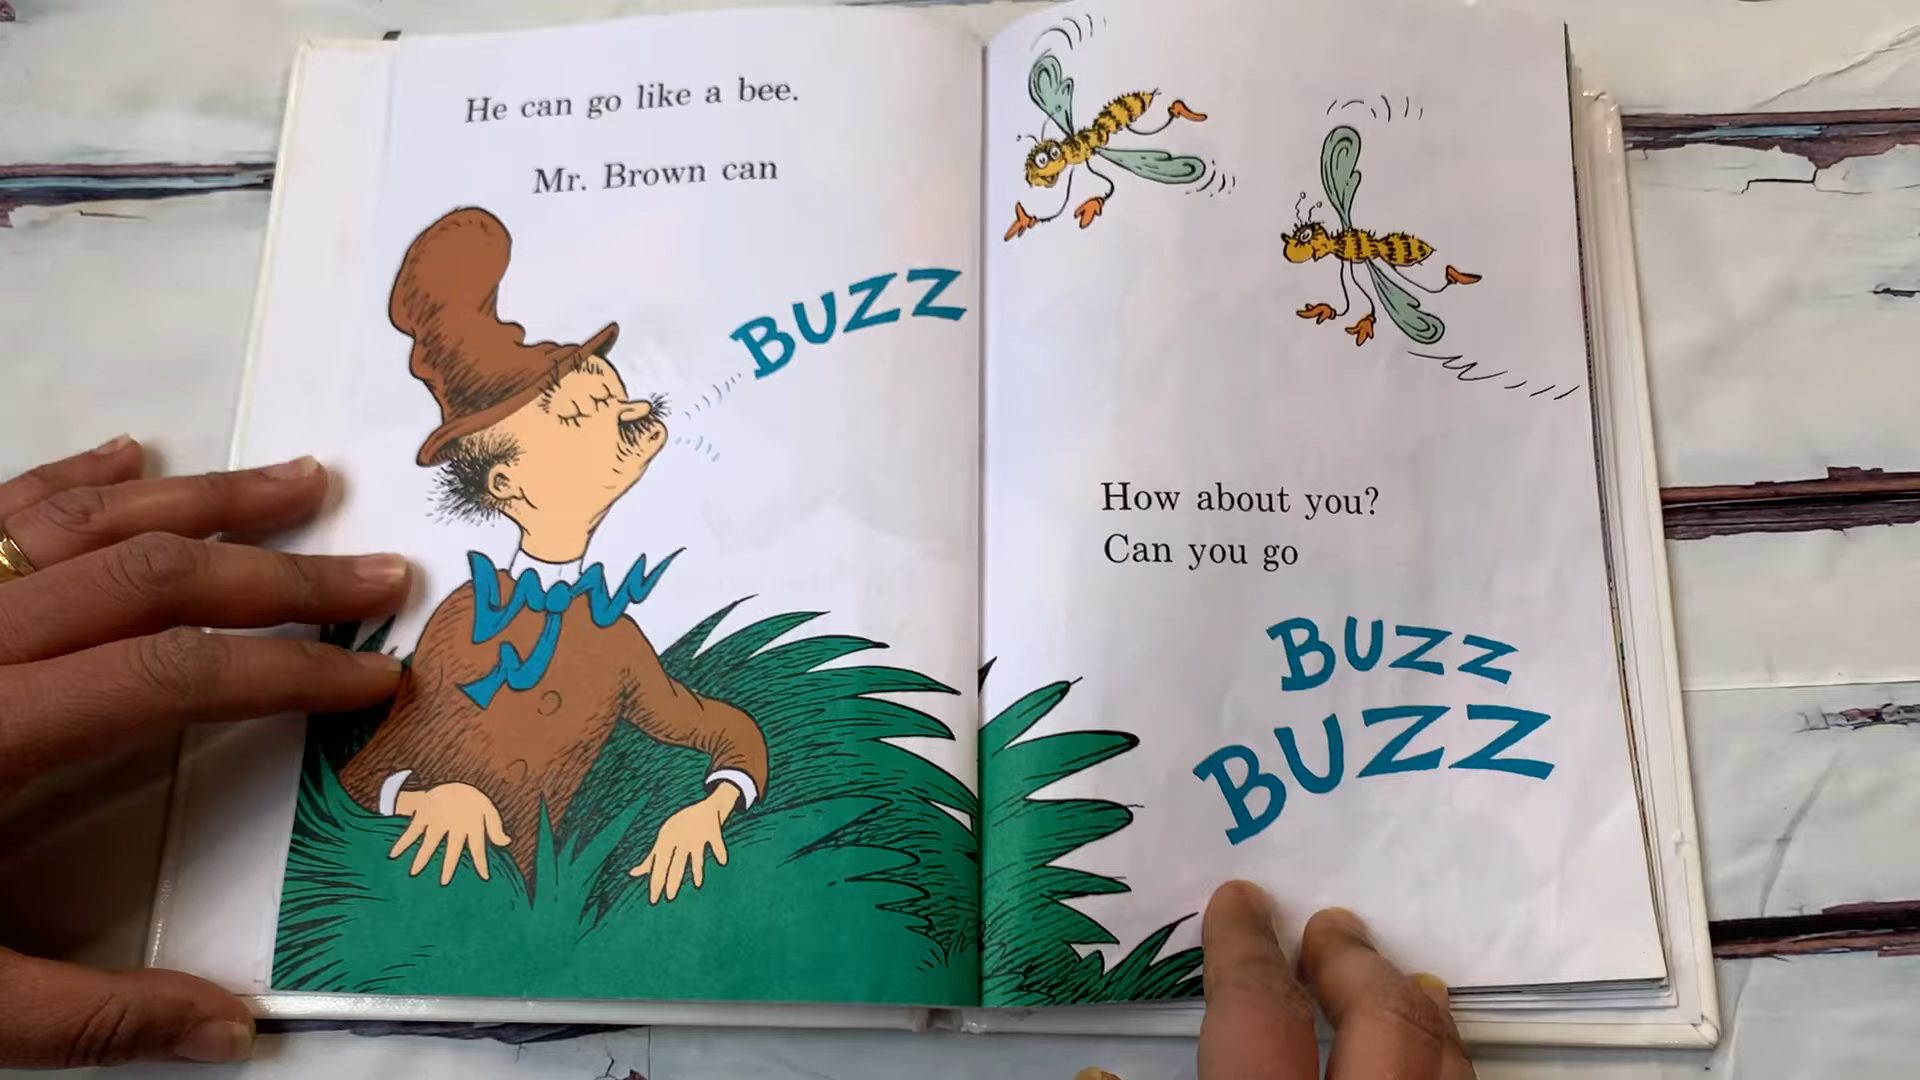 He can go like a bee.
Mr. Brown can
BUZZ
How about you?
Can you go
BUZZ
BUZZ